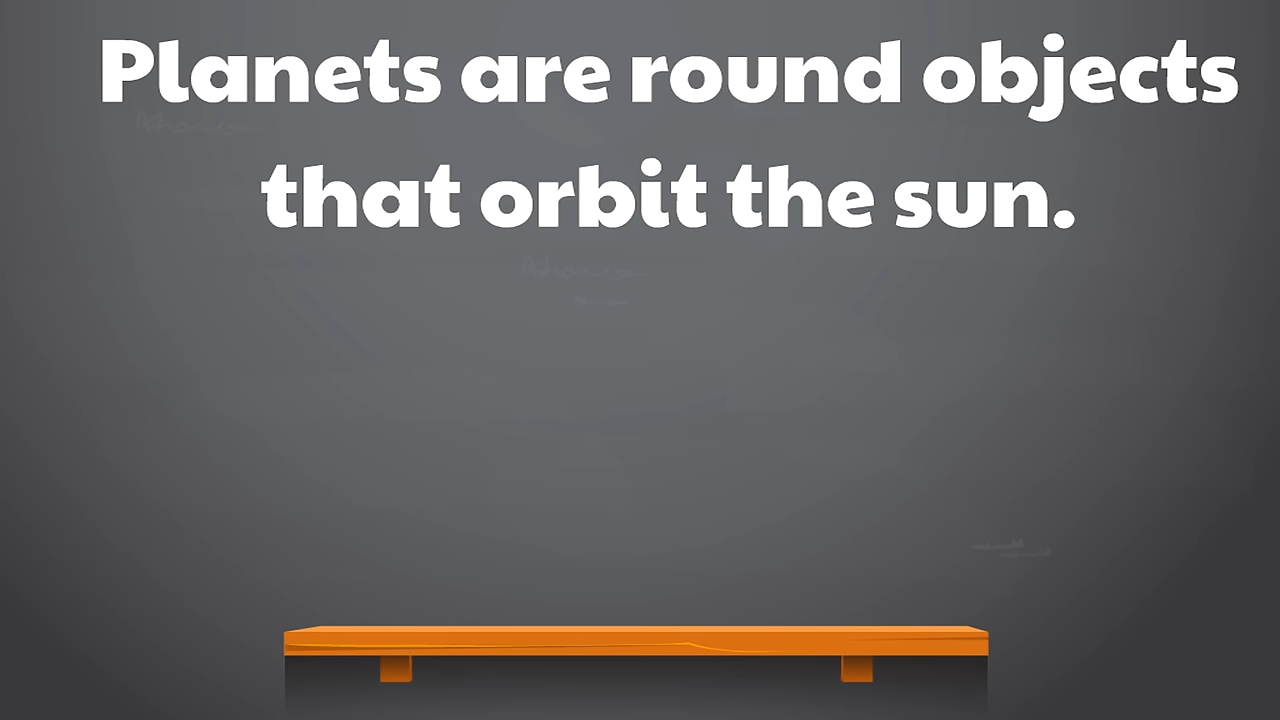 Planets are round objects
that orbit the sun.